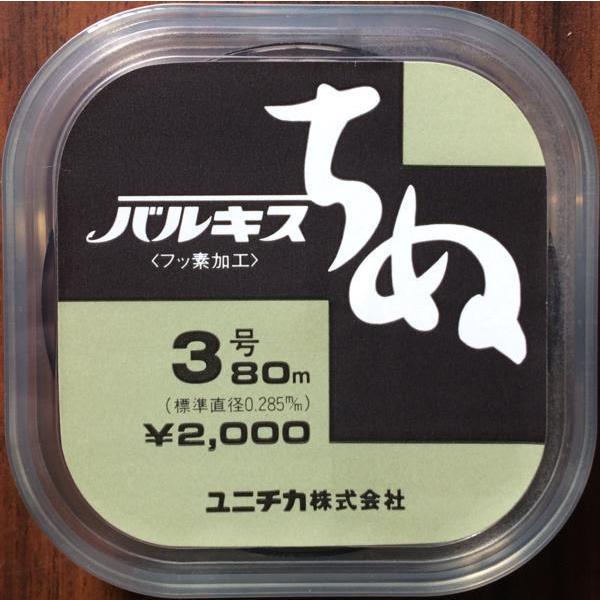 バルキス
ちぬ
〈フッ素加工〉
3号
80m
(標準直径0.285m/m)
¥2,000
ユニチカ株式会社